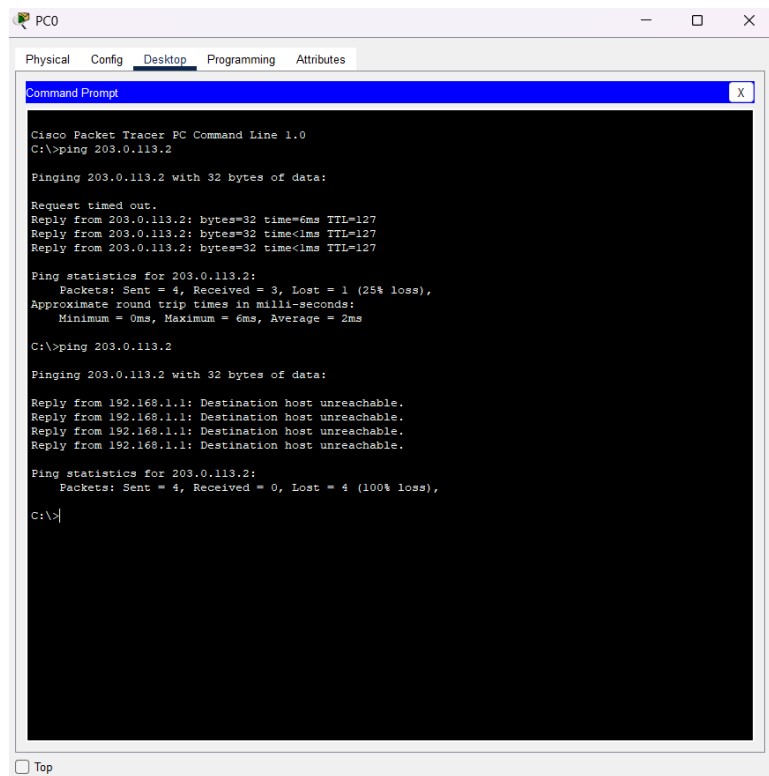 PC0
Physical Config Desktop Programming Attributes
Command Prompt
X
Cisco Packet Tracer PC Command Line 1.0
C:\>ping 203.0.113.2
Pinging 203.0.113.2 with 32 bytes of data:
Request timed out.
Reply from 203.0.113.2: bytes=32 time=6ms TTL=127
Reply from 203.0.113.2: bytes=32 time<1ms TTL=127
Reply from 203.0.113.2: bytes=32 time<1ms TTL=127
Ping statistics for 203.0.113.2:
Packets: Sent = 4, Received = 3, Lost = 1 (25% loss),
Approximate round trip times in milli-seconds:
Minimum = 0ms, Maximum = 6ms, Average = 2ms
C:\>ping 203.0.113.2
Pinging 203.0.113.2 with 32 bytes of data:
Reply from 192.168.1.1: Destination host unreachable.
Reply from 192.168.1.1: Destination host unreachable.
Reply from 192.168.1.1: Destination host unreachable.
Reply from 192.168.1.1: Destination host unreachable.
Ping statistics for 203.0.113.2:
Packets: Sent = 4, Received = 0, Lost = 4 (100% loss),
C:\>
Top